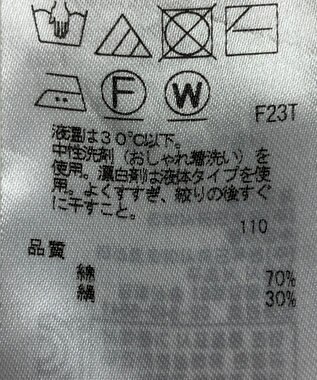 F W
F23T
液温は30℃以下。
中性洗剤（おしゃれ着洗い）を
使用。漂白剤は液体タイプを使
用。よくすすぎ、絞りの後すぐ
に干すこと。
110
品質
綿 70%
絹 30%